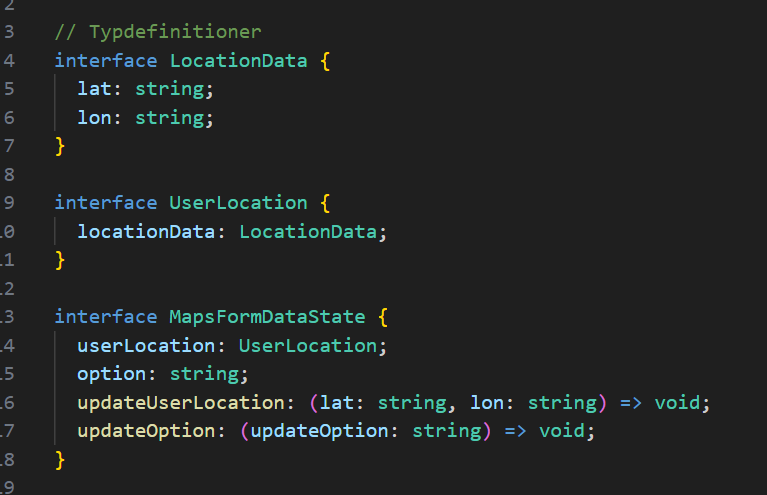 2
3 // Typdefinitioner
4 interface LocationData {
5 lat: string;
6 lon: string;
7 }
8
9 interface UserLocation {
10 locationData: LocationData;
11 }
12
13 interface MapsFormDataState {
14 userLocation: UserLocation;
15 option: string;
16 updateUserLocation: (lat: string, lon: string) => void;
17 updateOption: (updateOption: string) => void;
18 }
19